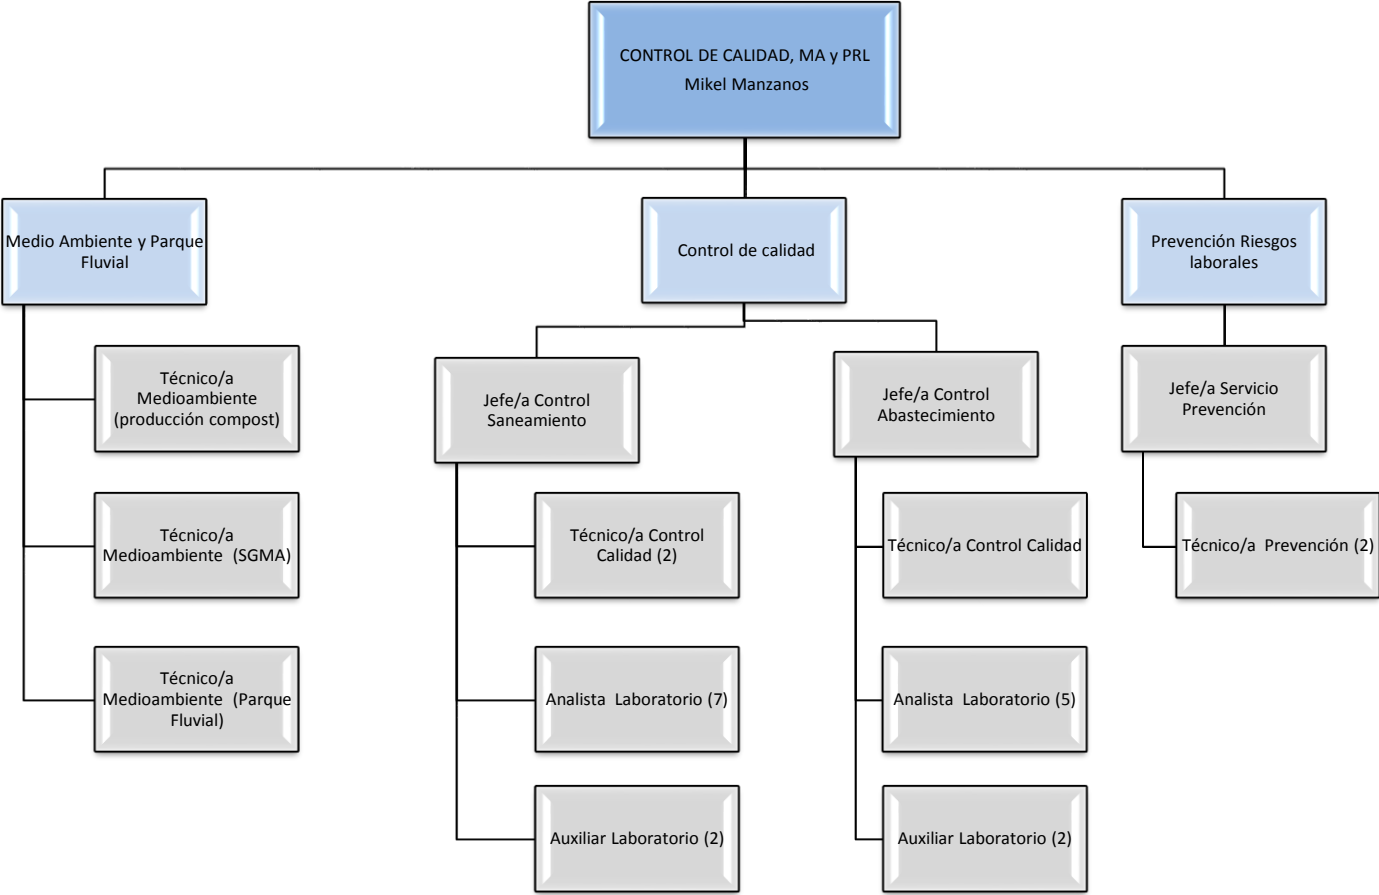 CONTROL DE CALIDAD, MA y PRL
Mikel Manzanos
Medio Ambiente y Parque
Fluvial
Control de calidad
Prevención Riesgos
laborales
Técnico/a
Medioambiente
(producción compost)
Técnico/a
Medioambiente (SGMA)
Técnico/a
Medioambiente (Parque
Fluvial)
Jefe/a Control
Saneamiento
Técnico/a Control
Calidad (2)
Analista Laboratorio (7)
Auxiliar Laboratorio (2)
Jefe/a Control
Abastecimiento
Técnico/a Control Calidad
Analista Laboratorio (5)
Auxiliar Laboratorio (2)
Jefe/a Servicio
Prevención
Técnico/a Prevención (2)